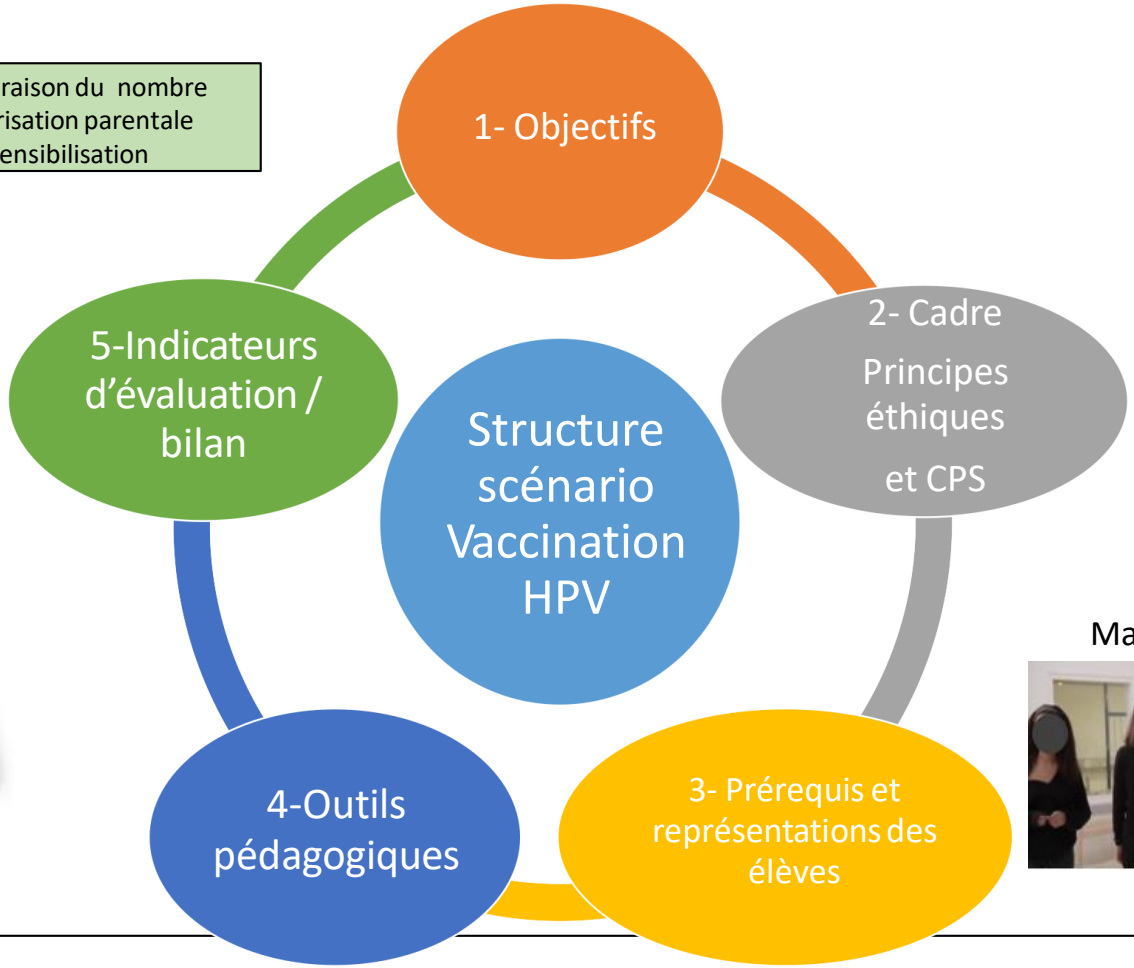 raison du nombre
risation parentale
ensibilisation
1- Objectifs
2- Cadre
Principes
éthiques
et CPS
5-Indicateurs
d'évaluation /
bilan
Structure
scénario
Vaccination
HPV
Ma
4-Outils
pédagogiques
3- Prérequis et
représentations des
élèves